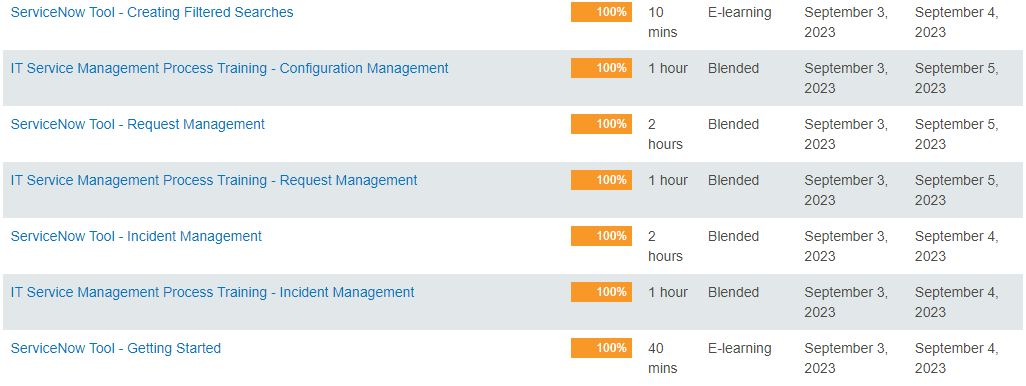 ServiceNow Tool - Creating Filtered Searches 100% 10 mins E-learning September 3, 2023 September 4, 2023
IT Service Management Process Training - Configuration Management 100% 1 hour Blended September 3, 2023 September 5, 2023
ServiceNow Tool - Request Management 100% 2 hours Blended September 3, 2023 September 5, 2023
IT Service Management Process Training - Request Management 100% 1 hour Blended September 3, 2023 September 5, 2023
ServiceNow Tool - Incident Management 100% 2 hours Blended September 3, 2023 September 4, 2023
IT Service Management Process Training - Incident Management 100% 1 hour Blended September 3, 2023 September 4, 2023
ServiceNow Tool - Getting Started 100% 40 mins E-learning September 3, 2023 September 4, 2023